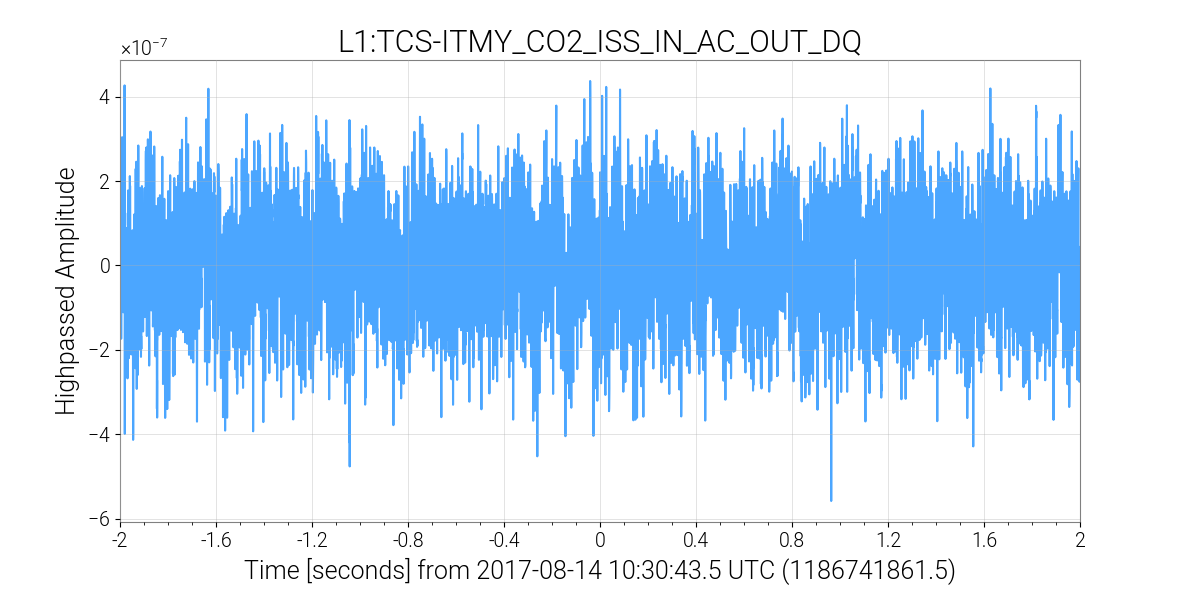 L1:TCS-ITMY_CO2_ISS_IN_AC_OUT_DQ
×10⁻⁷
Highpassed Amplitude
4
2
0
−2
−4
−6
-2 -1.6 -1.2 -0.8 -0.4 0 0.4 0.8 1.2 1.6 2
Time [seconds] from 2017-08-14 10:30:43.5 UTC (1186741861.5)